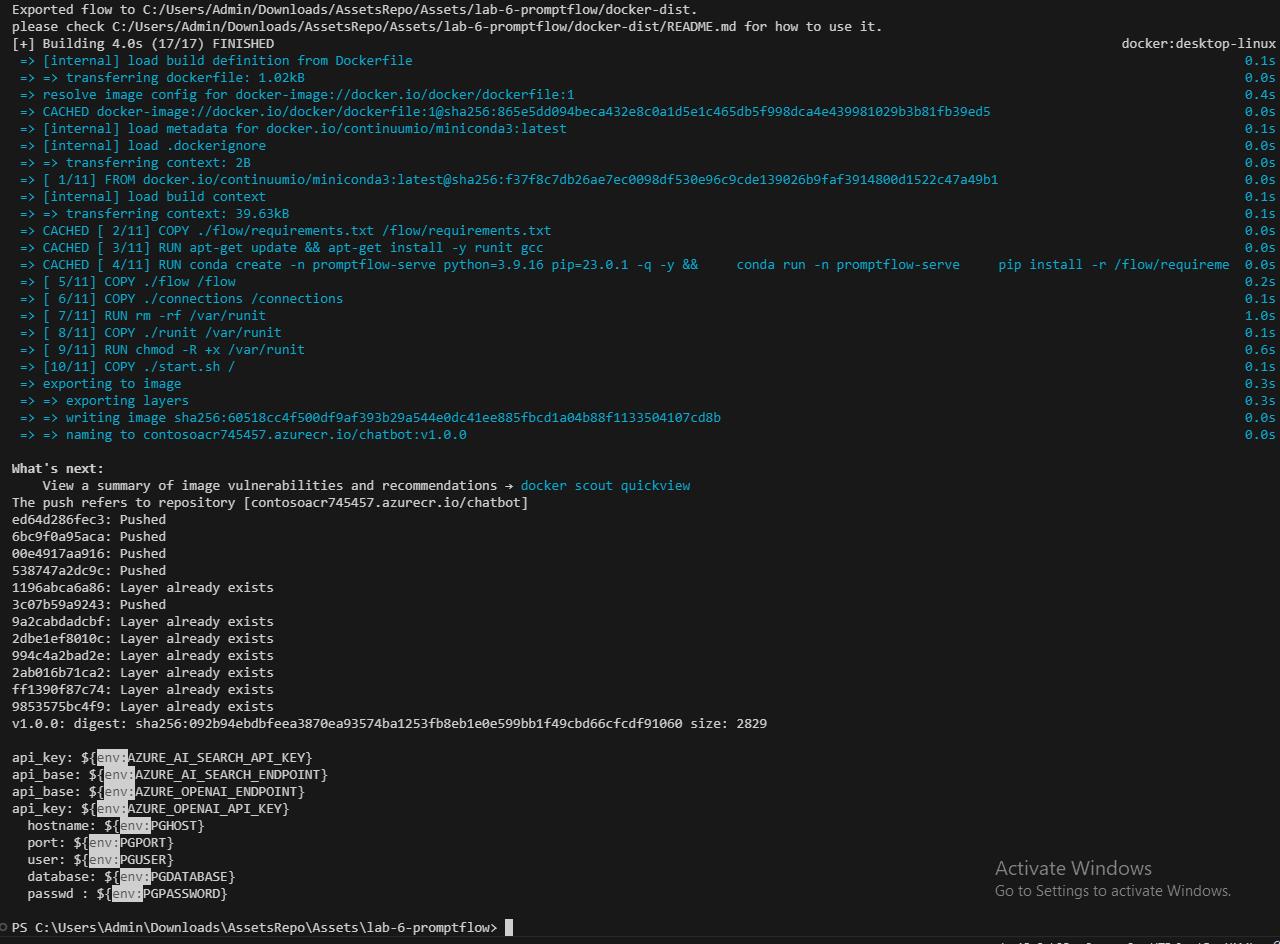 Exported flow to C:/Users/Admin/Downloads/AssetsRepo/Assets/lab-6-promptflow/docker-dist.
please check C:/Users/Admin/Downloads/AssetsRepo/Assets/lab-6-promptflow/docker-dist/README.md for how to use it.
[+] Building 4.0s (17/17) FINISHED docker:desktop-linux
=> [internal] load build definition from Dockerfile 0.1s
=> => transferring dockerfile: 1.02kB 0.0s
=> resolve image config for docker-image://docker.io/docker/dockerfile:1 0.4s
=> CACHED docker-image://docker.io/docker/dockerfile:1@sha256:865e5dd094beca432e8c0a1d5e1c465db5f998dca4e439981029b3b81fb39ed5 0.0s
=> [internal] load metadata for docker.io/continuumio/miniconda3:latest 0.1s
=> [internal] load .dockerignore 0.0s
=> => transferring context: 2B 0.0s
=> [ 1/11] FROM docker.io/continuumio/miniconda3:latest@sha256:f37f8c7db26ae7ec0098df530e96c9cde139026b9faf3914800d1522c47a49b1 0.0s
=> [internal] load build context 0.1s
=> => transferring context: 39.63kB 0.1s
=> CACHED [ 2/11] COPY ./flow/requirements.txt /flow/requirements.txt 0.0s
=> CACHED [ 3/11] RUN apt-get update && apt-get install -y runit gcc 0.0s
=> CACHED [ 4/11] RUN conda create -n promptflow-serve python=3.9.16 pip=23.0.1 -q -y && conda run -n promptflow-serve pip install -r /flow/requireme 0.0s
=> [ 5/11] COPY ./flow /flow 0.2s
=> [ 6/11] COPY ./connections /connections 0.1s
=> [ 7/11] RUN rm -rf /var/runit 1.0s
=> [ 8/11] COPY ./runit /var/runit 0.1s
=> [ 9/11] RUN chmod -R +x /var/runit 0.6s
=> [10/11] COPY ./start.sh / 0.1s
=> exporting to image 0.3s
=> => exporting layers 0.3s
=> => writing image sha256:60518cc4f500df9af393b29a544e0dc41ee885fbcd1a04b88f1133504107cd8b 0.0s
=> => naming to contosoacr745457.azurecr.io/chatbot:v1.0.0 0.0s
What's next:
View a summary of image vulnerabilities and recommendations → docker scout quickview
The push refers to repository [contosoacr745457.azurecr.io/chatbot]
ed64d286fec3: Pushed
6bc9f0a95aca: Pushed
00e4917aa916: Pushed
538747a2dc9c: Pushed
1196abca6a86: Layer already exists
3c07b59a9243: Pushed
9a2cabdadcbf: Layer already exists
2dbe1ef8010c: Layer already exists
994c4a2bad2e: Layer already exists
2ab016b71ca2: Layer already exists
ff1390f87c74: Layer already exists
9853575bc4f9: Layer already exists
v1.0.0: digest: sha256:092b94ebdbfeea3870ea93574ba1253fb8eb1e0e599bb1f49cbd66cfcdf91060 size: 2829
api_key: ${env:AZURE_AI_SEARCH_API_KEY}
api_base: ${env:AZURE_AI_SEARCH_ENDPOINT}
api_base: ${env:AZURE_OPENAI_ENDPOINT}
api_key: ${env:AZURE_OPENAI_API_KEY}
hostname: ${env:PGHOST}
port: ${env:PGPORT}
user: ${env:PGUSER}
database: ${env:PGDATABASE}
passwd : ${env:PGPASSWORD}
Activate Windows
Go to Settings to activate Windows.
PS C:\Users\Admin\Downloads\AssetsRepo\Assets\lab-6-promptflow>